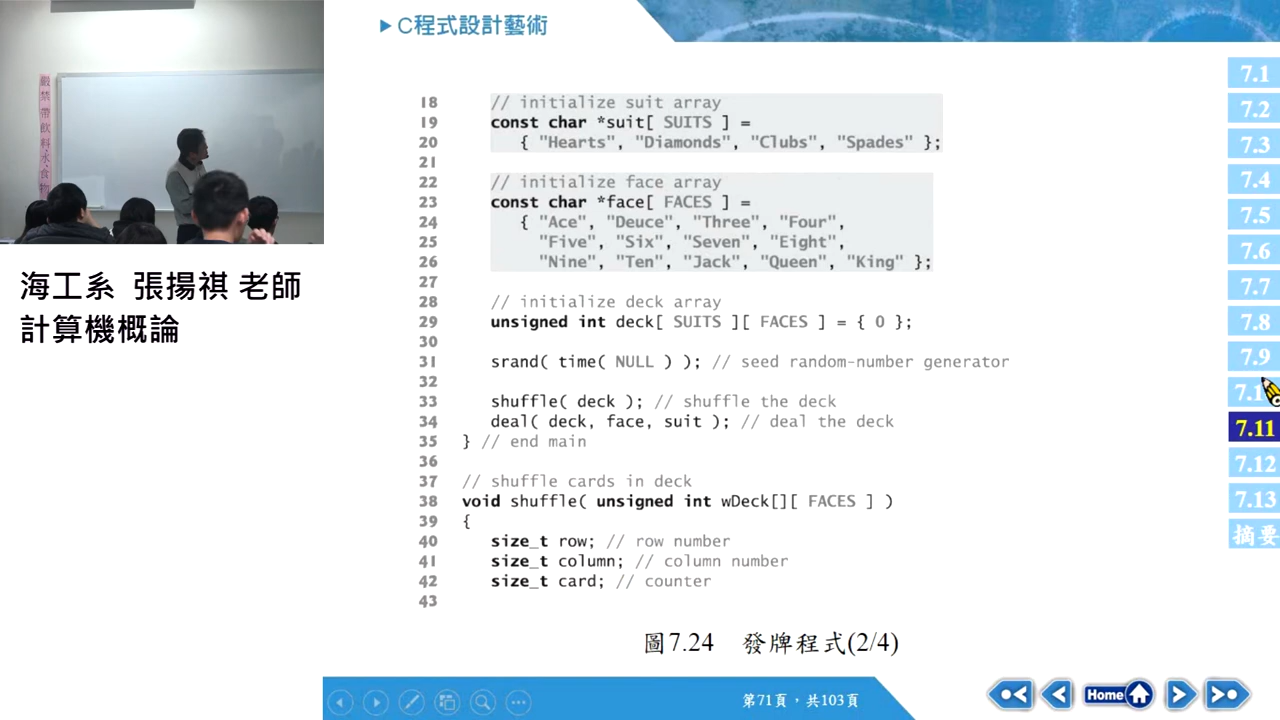 C程式設計藝術
嚴禁帶飲料、水、食物
海工系 張揚祺 老師
計算機概論
18 // initialize suit array
19 const char *suit[ SUITS ] =
20 { "Hearts", "Diamonds", "Clubs", "Spades" };
21
22 // initialize face array
23 const char *face[ FACES ] =
24 { "Ace", "Deuce", "Three", "Four",
25 "Five", "Six", "Seven", "Eight",
26 "Nine", "Ten", "Jack", "Queen", "King" };
27
28 // initialize deck array
29 unsigned int deck[ SUITS ][ FACES ] = { 0 };
30
31 srand( time( NULL ) ); // seed random-number generator
32
33 shuffle( deck ); // shuffle the deck
34 deal( deck, face, suit ); // deal the deck
35 } // end main
36
37 // shuffle cards in deck
38 void shuffle( unsigned int wDeck[][ FACES ] )
39 {
40 size_t row; // row number
41 size_t column; // column number
42 size_t card; // counter
43
圖7.24 發牌程式(2/4)
7.1
7.2
7.3
7.4
7.5
7.6
7.7
7.8
7.9
7.11
7.12
7.13
摘要
第71頁，共103頁
Home